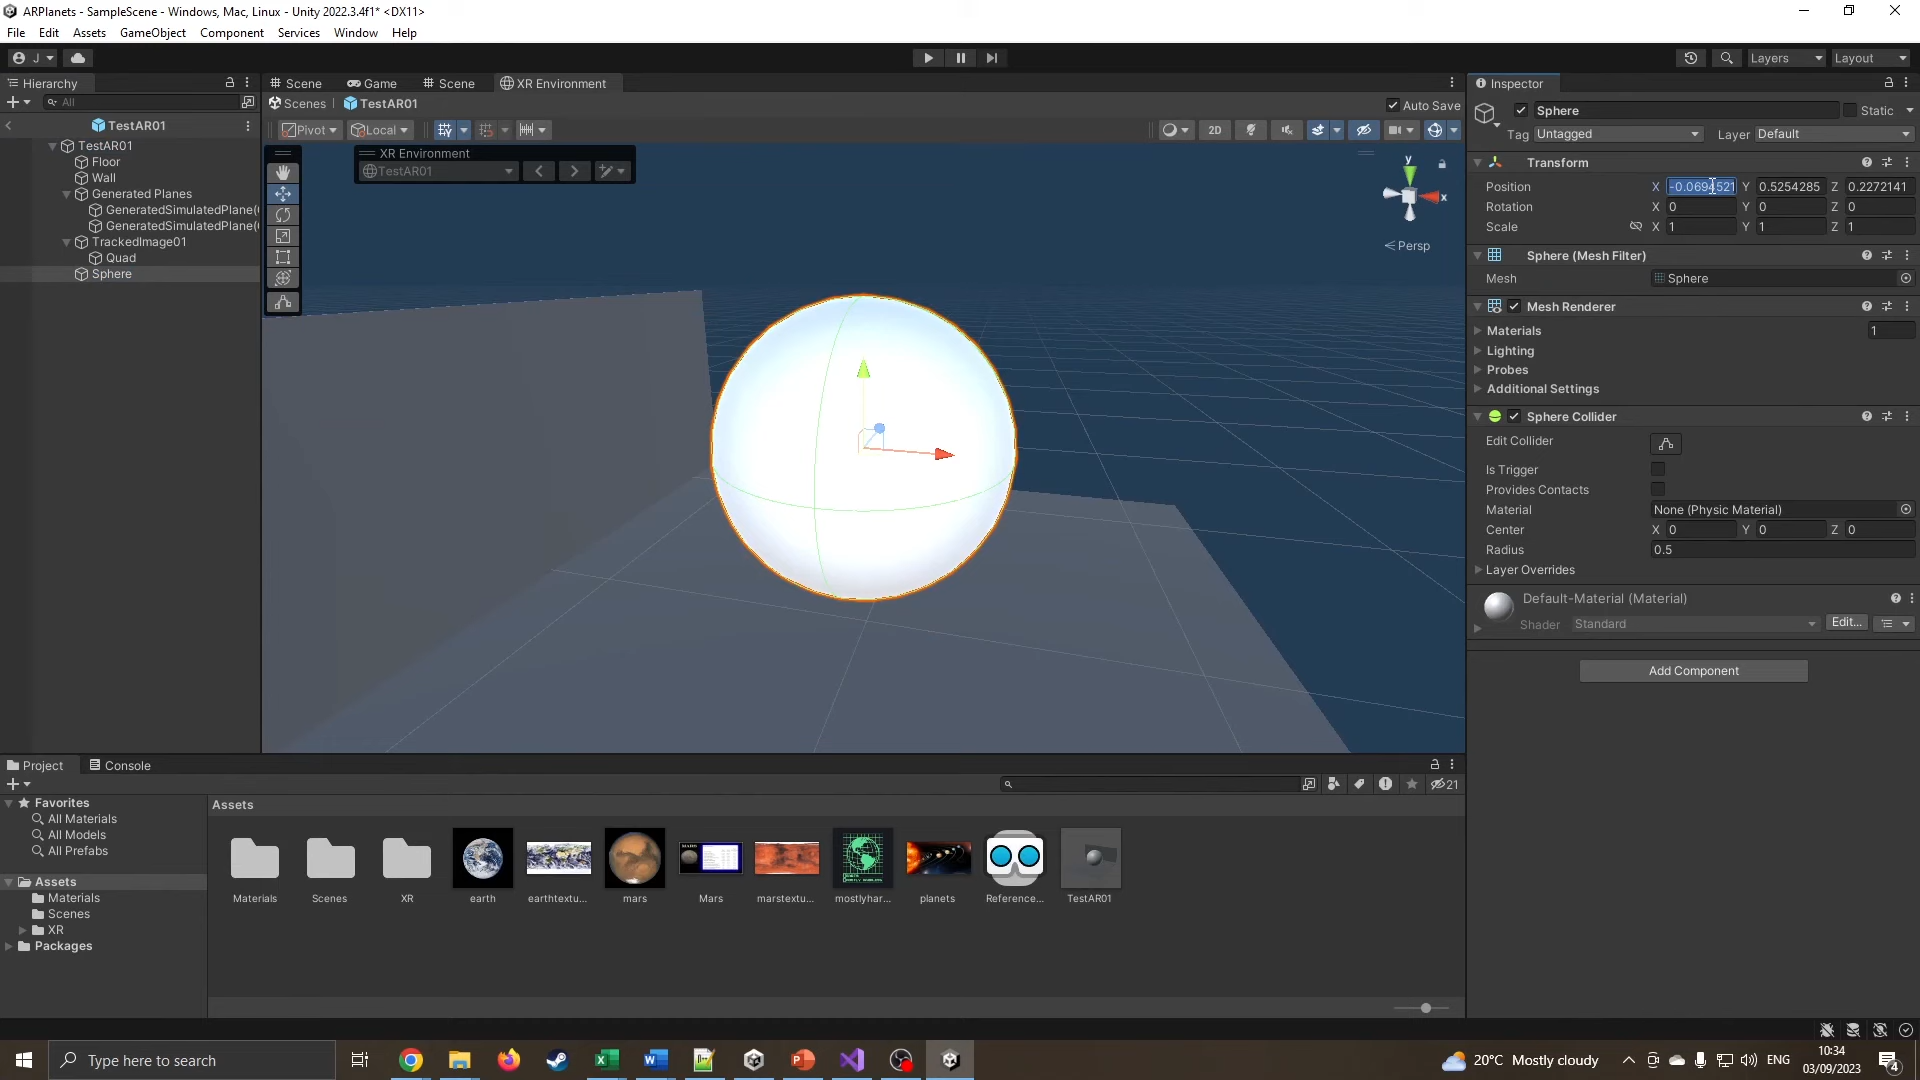 ARPlanets - SampleScene - Windows, Mac, Linux - Unity 2022.3.4f1* <DX11>
File Edit Assets GameObject Component Services Window Help
J Layers Layout
Hierarchy Scene Game Scene XR Environment Inspector
All Scenes TestAR01 Auto Save Sphere Static
TestAR01 Pivot Local 2D Tag Untagged Layer Default
TestAR01
Floor
Wall
Generated Planes
GeneratedSimulatedPlane(
GeneratedSimulatedPlane(
TrackedImage01
Quad
Sphere
XR Environment
TestAR01
y
x
Persp
Transform
Position X Y 0.5254285 Z 0.2272141
Rotation X 0 Y 0 Z 0
Scale X 1 Y 1 Z 1
Sphere (Mesh Filter)
Mesh Sphere
Mesh Renderer
Materials 1
Lighting
Probes
Additional Settings
Sphere Collider
Edit Collider
Is Trigger
Provides Contacts
Material None (Physic Material)
Center X 0 Y 0 Z 0
Radius 0.5
Layer Overrides
Default-Material (Material)
Shader Standard Edit...
Add Component
Project Console
21
Favorites
All Materials
All Models
All Prefabs
Assets
Materials
Scenes
XR
Packages
Assets
MARS
Materials Scenes XR earth earthtextu... mars Mars marstextu... mostlyhar... planets Reference... TestAR01
Type here to search
20°C Mostly cloudy ENG
10:34
03/09/2023
4